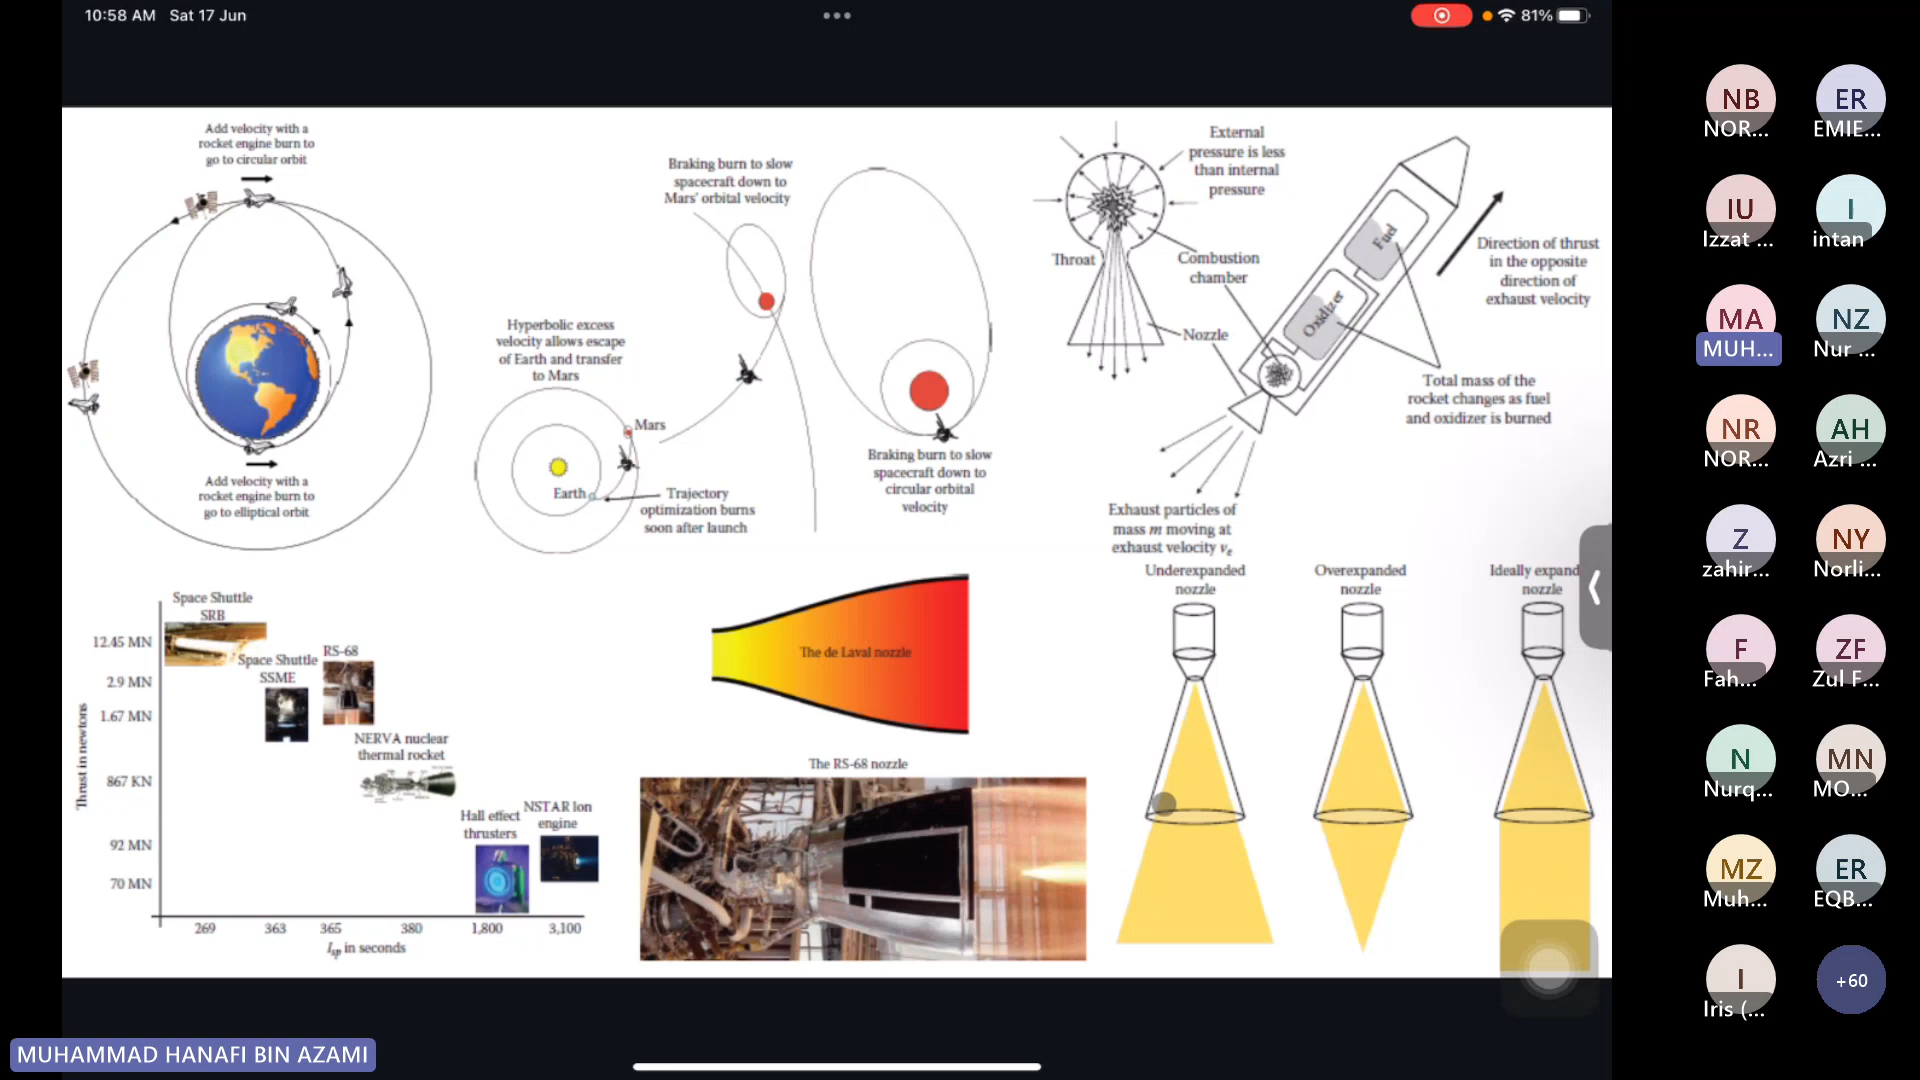 10:58 AM Sat 17 Jun
81%
Add velocity with a
rocket engine burn to
go to circular orbit
Add velocity with a
rocket engine burn to
go to elliptical orbit
Braking burn to slow
spacecraft down to
Mars' orbital velocity
Hyperbolic excess
velocity allows escape
of Earth and transfer
to Mars
Mars
Earth
Trajectory
optimization burns
soon after launch
Braking burn to slow
spacecraft down to
circular orbital
velocity
External
pressure is less
than internal
pressure
Throat
Combustion
chamber
Nozzle
Fuel
Oxidizer
Direction of thrust
in the opposite
direction of
exhaust velocity
Total mass of the
rocket changes as fuel
and oxidizer is burned
Exhaust particles of
mass m moving at
exhaust velocity ve
Thrust in newtons
12.45 MN
2.9 MN
1.67 MN
867 KN
92 MN
70 MN
Space Shuttle
SRB
Space Shuttle
SSME
RS-68
NERVA nuclear
thermal rocket
Hall effect
thrusters
NSTAR Ion
engine
269 363 365 380 1,800 3,100
Isp in seconds
The de Laval nozzle
The RS-68 nozzle
Underexpanded
nozzle
Overexpanded
nozzle
Ideally expand
nozzle
NB
NOR...
ER
EMIE...
IU
Izzat ...
I
intan
MA
MUH...
NZ
Nur ...
NR
NOR...
AH
Azri ...
Z
zahir...
NY
Norli...
F
Fah...
ZF
Zul F...
N
Nurq...
MN
MO...
MZ
Muh...
ER
EQB...
I
Iris (...
+60
MUHAMMAD HANAFI BIN AZAMI